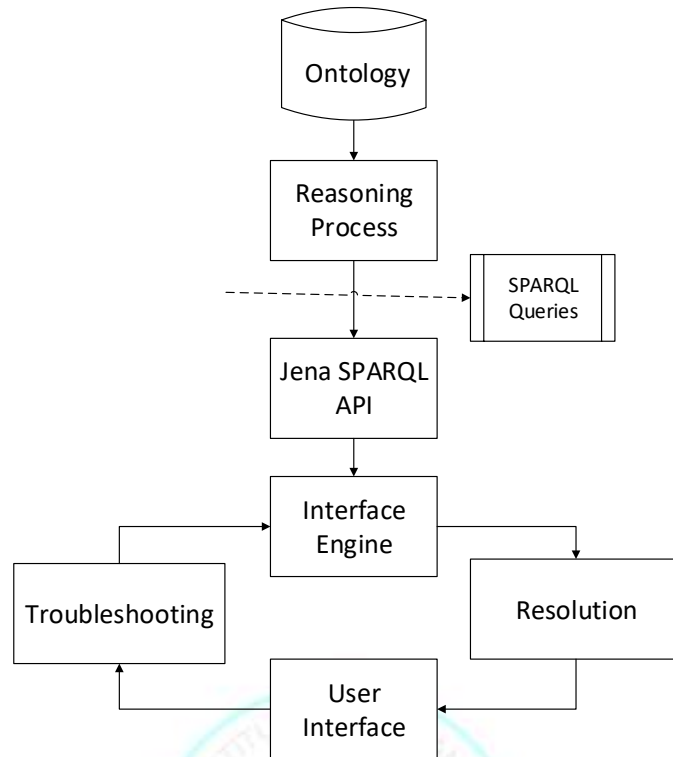 Ontology
Reasoning
Process
SPARQL
Queries
Jena SPARQL
API
Interface
Engine
Troubleshooting
Resolution
User
Interface